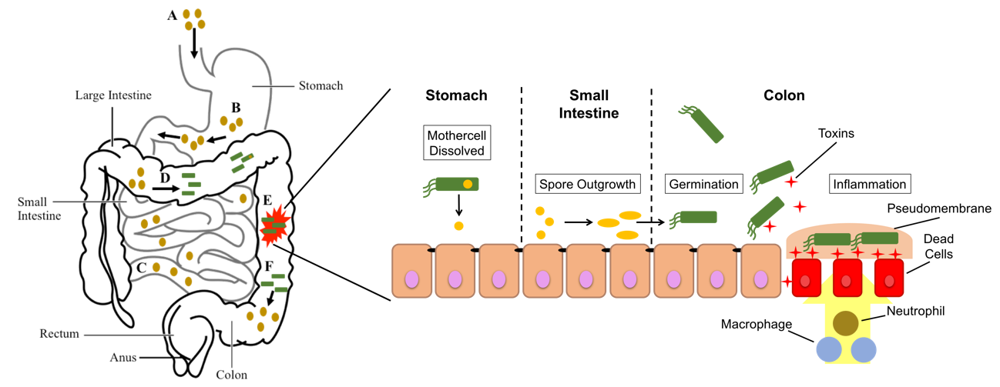 A
Stomach
Large Intestine
B
D
Small
Intestine
E
C
F
Rectum
Anus
Colon
Stomach
Small
Intestine
Colon
Mothercell
Dissolved
Toxins
Spore Outgrowth
Germination
Inflammation
Pseudomembrane
Dead
Cells
Neutrophil
Macrophage